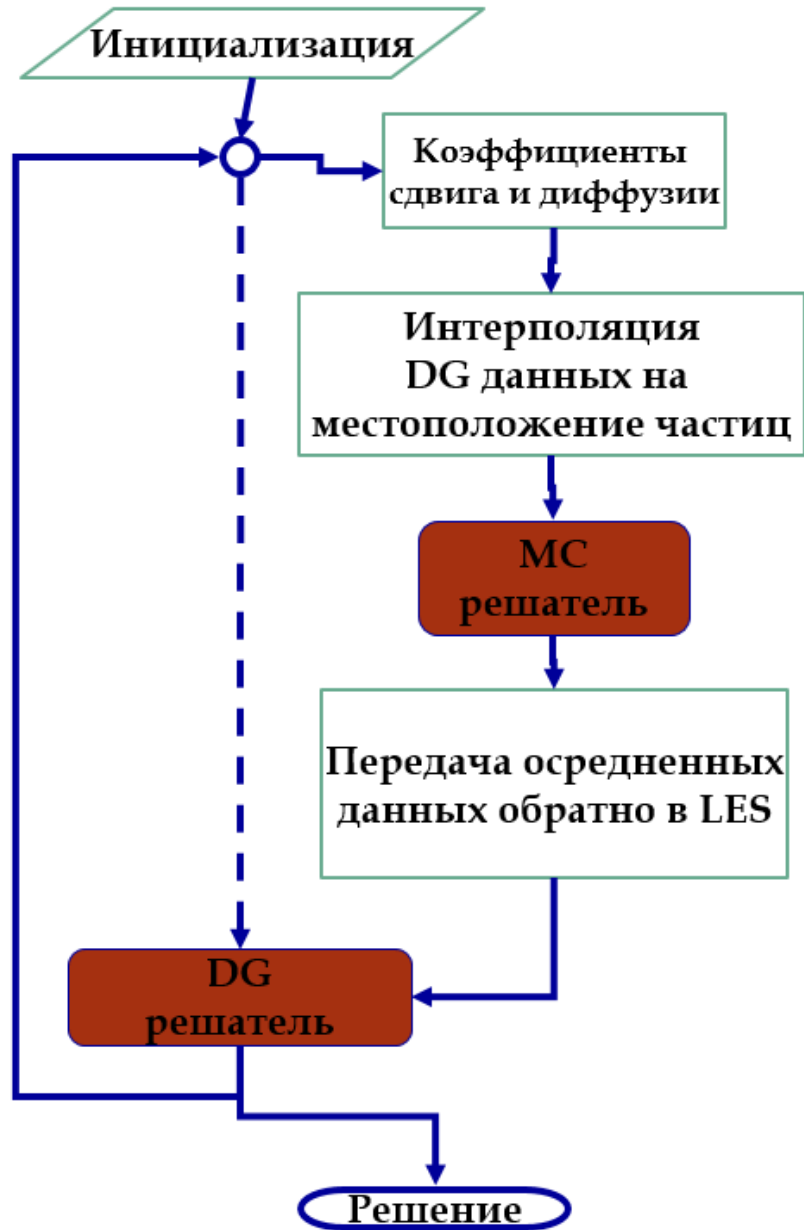 Инициализация
Коэффициенты
сдвига и диффузии
Интерполяция
DG данных на
местоположение частиц
МС
решатель
Передача осредненных
данных обратно в LES
DG
решатель
Решение